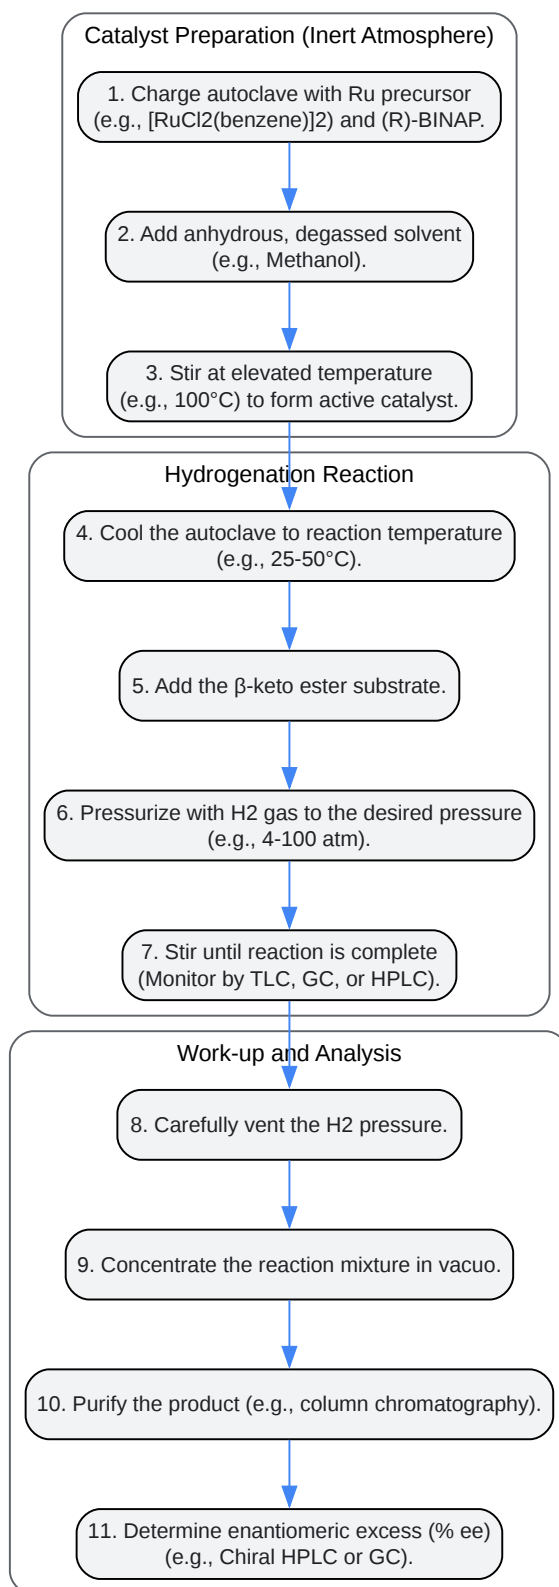 Catalyst Preparation (Inert Atmosphere)
1. Charge autoclave with Ru precursor
(e.g., [RuCl2(benzene)]2) and (R)-BINAP.
2. Add anhydrous, degassed solvent
(e.g., Methanol).
3. Stir at elevated temperature
(e.g., 100°C) to form active catalyst.
Hydrogenation Reaction
4. Cool the autoclave to reaction temperature
(e.g., 25-50°C).
5. Add the β-keto ester substrate.
6. Pressurize with H2 gas to the desired pressure
(e.g., 4-100 atm).
7. Stir until reaction is complete
(Monitor by TLC, GC, or HPLC).
Work-up and Analysis
8. Carefully vent the H2 pressure.
9. Concentrate the reaction mixture in vacuo.
10. Purify the product (e.g., column chromatography).
11. Determine enantiomeric excess (% ee)
(e.g., Chiral HPLC or GC).